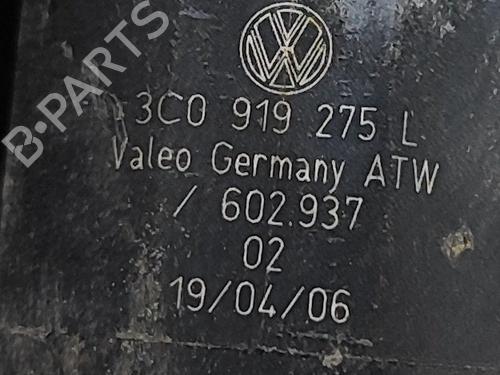 B-PARTS
3C0 919 275 L
Valeo Germany ATW
/ 602.937
02
19/04/06